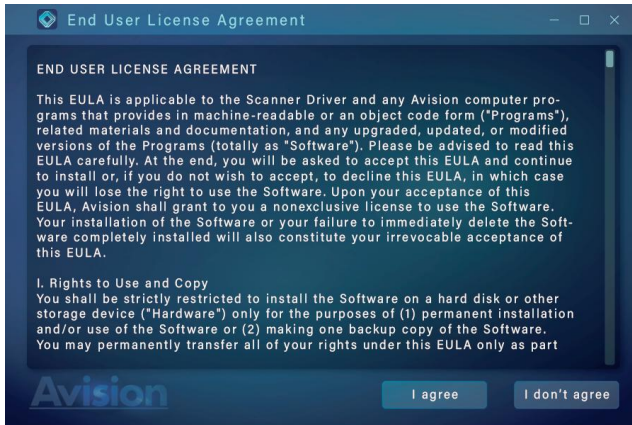 End User License Agreement
END USER LICENSE AGREEMENT
This EULA is applicable to the Scanner Driver and any Avision computer pro-
grams that provides in machine-readable or an object code form ("Programs"),
related materials and documentation, and any upgraded, updated, or modified
versions of the Programs (totally as "Software"). Please be advised to read this
EULA carefully. At the end, you will be asked to accept this EULA and continue
to install or, if you do not wish to accept, to decline this EULA, in which case
you will lose the right to use the Software. Upon your acceptance of this
EULA, Avision shall grant to you a nonexclusive license to use the Software.
Your installation of the Software or your failure to immediately delete the Soft-
ware completely installed will also constitute your irrevocable acceptance of
this EULA.
I. Rights to Use and Copy
You shall be strictly restricted to install the Software on a hard disk or other
storage device ("Hardware") only for the purposes of (1) permanent installation
and/or use of the Software or (2) making one backup copy of the Software.
You may permanently transfer all of your rights under this EULA only as part
Avision
I agree
I don't agree